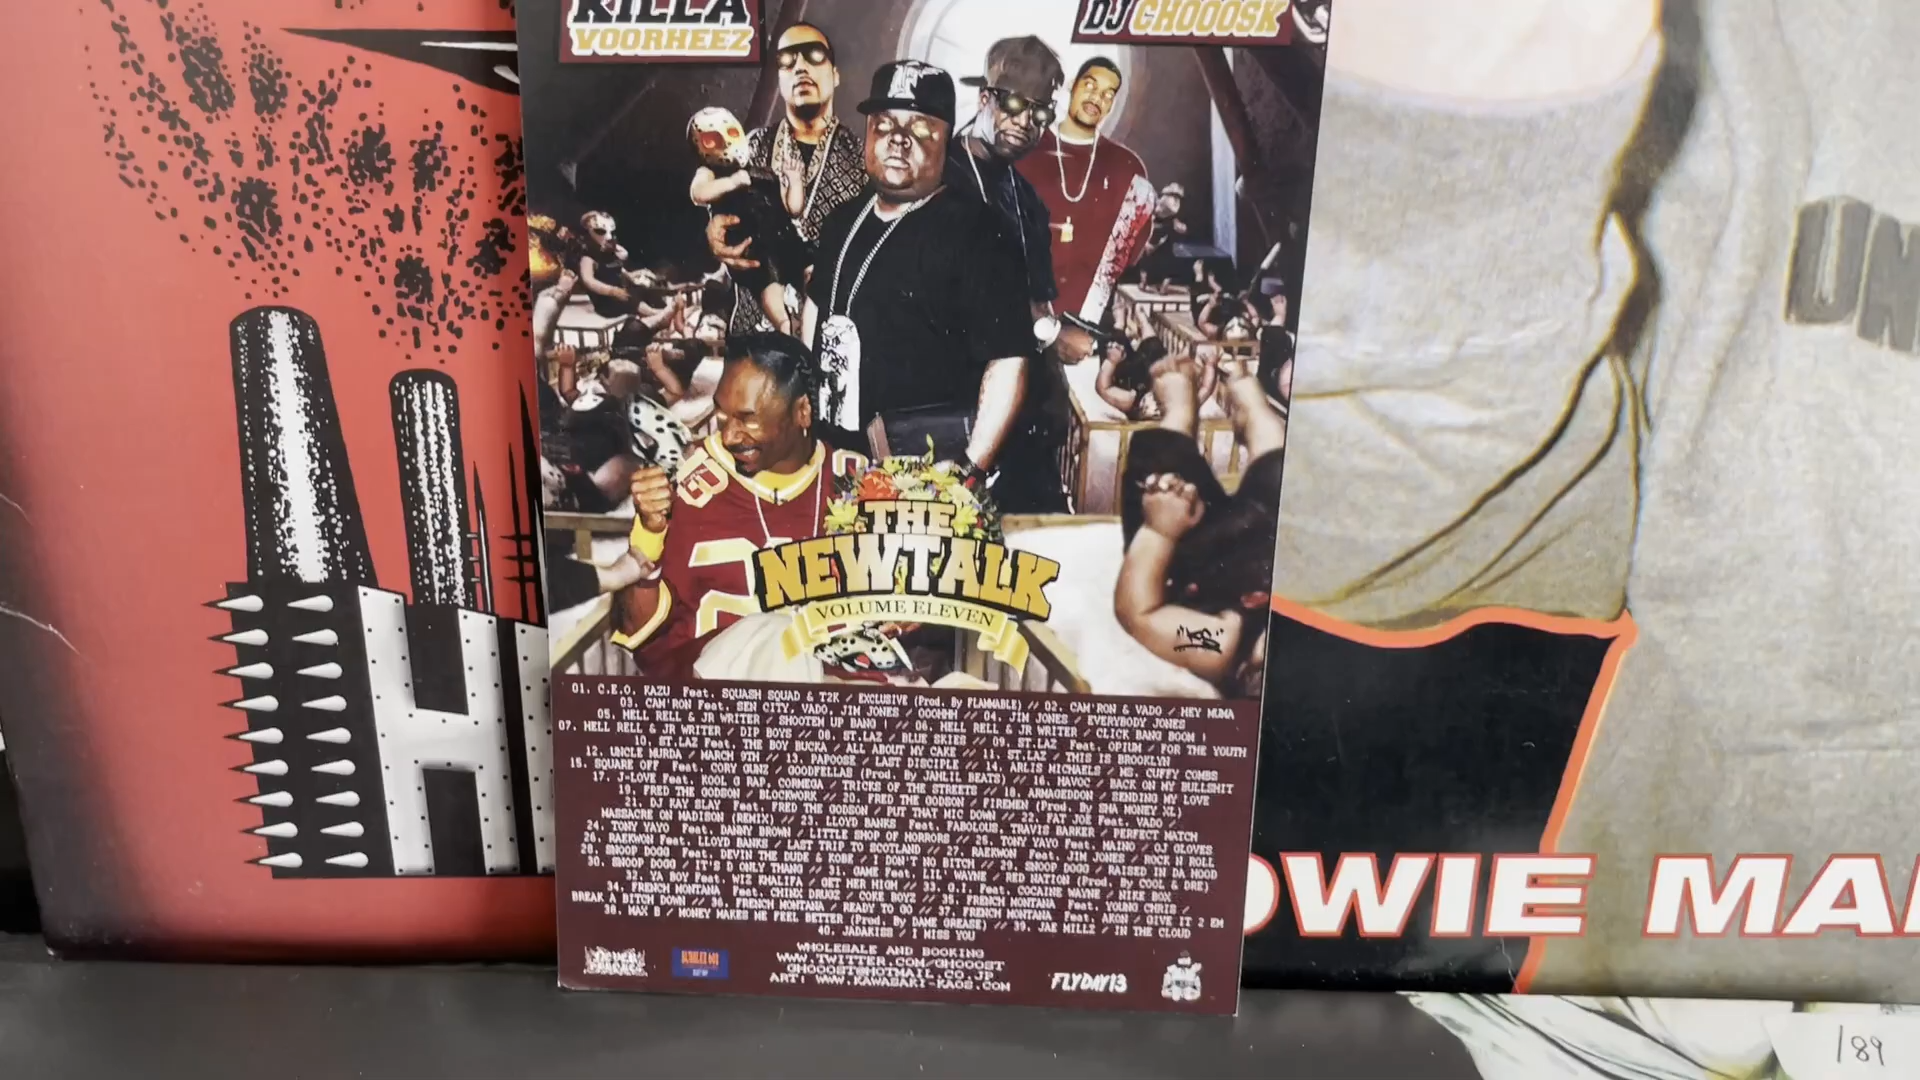 KILLA
VOORHEEZ
DJ CHOOOSK
UN
THE
NEWTALK
VOLUME ELEVEN
H
01. C.E.O. KAZU Feat. SQUASH SQUAD & T2K / EXCLUSIVE (Prod. By FLAMMABLE) // 02. CAM'RON & VADO / HEY MUMA
03. CAM'RON Feat. SEN CITY, VADO, JIM JONES / OOOHHH // 04. JIM JONES / EVERYBODY JONES
05. HELL RELL & JR WRITER / SHOOTEM UP BANG ! // 06. HELL RELL & JR WRITER / CLICK BANG BOOM !
07. HELL RELL & JR WRITER / DIP BOYS // 08. ST.LAZ / BLUE SKIES // 09. ST.LAZ Feat. OPIUM / FOR THE YOUTH
10. ST.LAZ Feat. THE BOY BUCKA / ALL ABOUT MY CAKE // 11. ST.LAZ / THIS IS BROOKLYN
12. UNCLE MURDA / MARCH 9TH // 13. PAPOOSE / LAST DISCIPLE // 14. ARLIS MICHAELS / MS. CUFFY COMBS
15. SQUARE OFF Feat. CORY GUNZ / GOODFELLAS (Prod. By JAHLIL BEATS) // 16. HAVOC / BACK ON MY BULLSHIT
17. J-LOVE Feat. KOOL G RAP, CORMEGA / TRICKS OF THE STREETS // 18. ARMAGEDDON / SENDING MY LOVE
19. FRED THE GODSON / BLOCKWORK // 20. FRED THE GODSON / FIREMEN (Prod. By SHA MONEY XL)
21. DJ KAY SLAY Feat. FRED THE GODSON / PUT THAT MIC DOWN // 22. FAT JOE Feat. VADO /
MASSACRE ON MADISON (REMIX) // 23. LLOYD BANKS Feat. FABOLOUS, TRAVIS BARKER / PERFECT MATCH
24. TONY YAYO Feat. DANNY BROWN / LITTLE SHOP OF HORRORS // 25. TONY YAYO Feat. MAINO / OJ GLOVES
26. RAEKWON Feat. LLOYD BANKS / LAST TRIP TO SCOTLAND // 27. RAEKWON Feat. JIM JONES / ROCK N ROLL
28. SNOOP DOGG Feat. DEVIN THE DUDE & KOBE / I DON'T NO BITCH // 29. SNOOP DOGG / RAISED IN DA HOOD
30. SNOOP DOGG / IT'S D ONLY THANG // 31. GAME Feat. LIL' WAYNE / RED NATION (Prod. By COOL & DRE)
32. YA BOY Feat. WIZ KHALIFA / GET HER HIGH // 33. O.I. Feat. COCAINE WAYNE / NIKE BOX
34. FRENCH MONTANA Feat. CHINX DRUGZ / COKE BOYZ // 35. FRENCH MONTANA Feat. YOUNG CHRIS /
BREAK A BITCH DOWN // 36. FRENCH MONTANA / READY TO GO // 37. FRENCH MONTANA Feat. AKON / GIVE IT 2 EM
38. MAX B / MONEY MAKES ME FEEL BETTER (Prod. By DAME GREASE) // 39. JAE MILLZ / IN THE CLOUD
40. JADAKISS / I MISS YOU
WHOLESALE AND BOOKING
WWW.TWITTER.COM/CHOOOST
CHOOOST@HOTMAIL.CO.JP
ART: WWW.KAWASAKI-KAOS.COM
FLYDAY13
OWIE MA
189